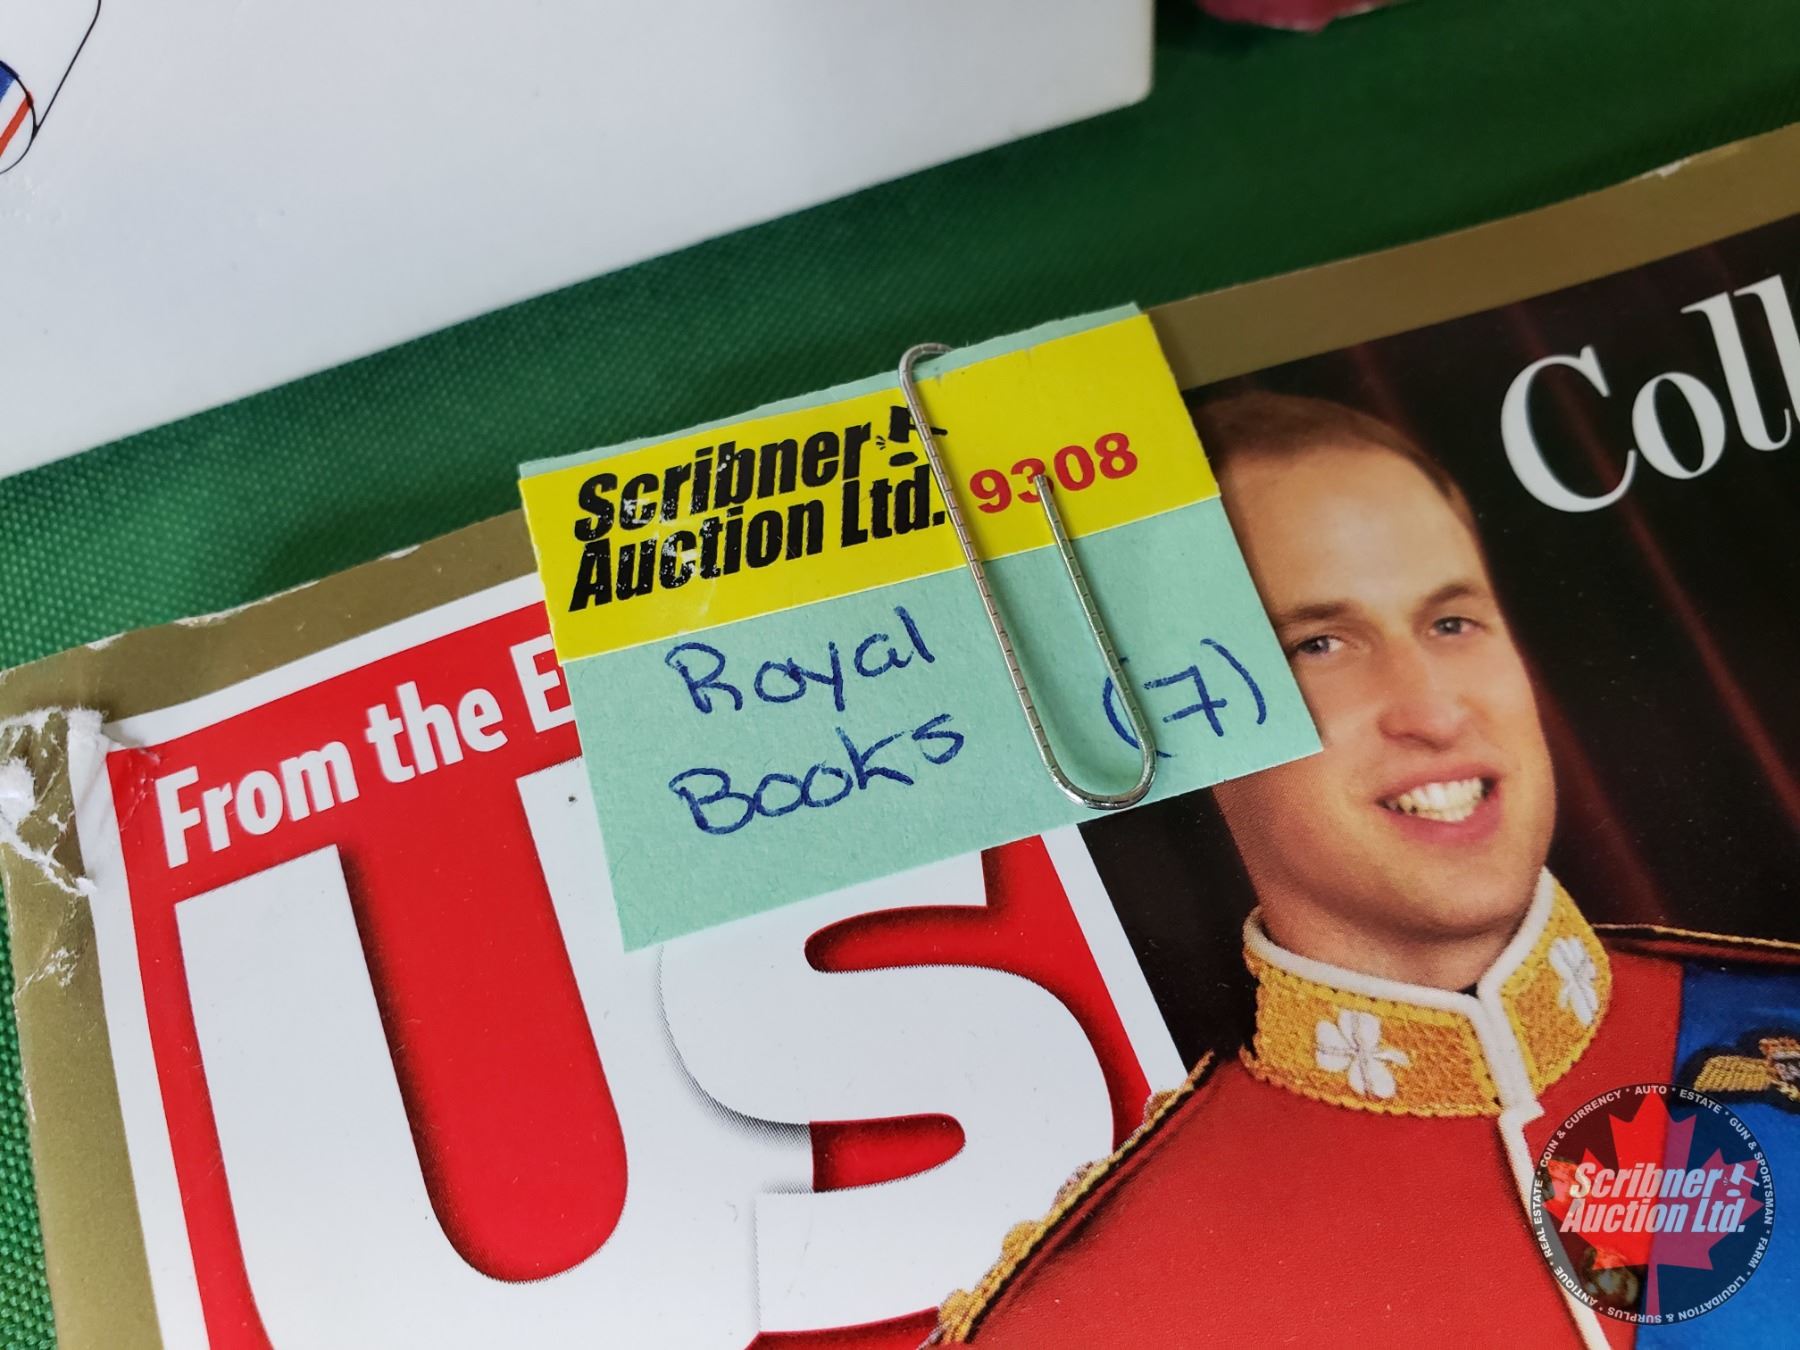 Coll
Scribner
Auction Ltd.
9308
Royal
Books (7)
From the E
Us
COIN & CURRENCY * AUTO * ESTATE * GUN & SPORTSMAN * FARM * LIQUIDATION & SURPLUS * ANTIQUE * REAL ESTATE *
Scribner
Auction Ltd.